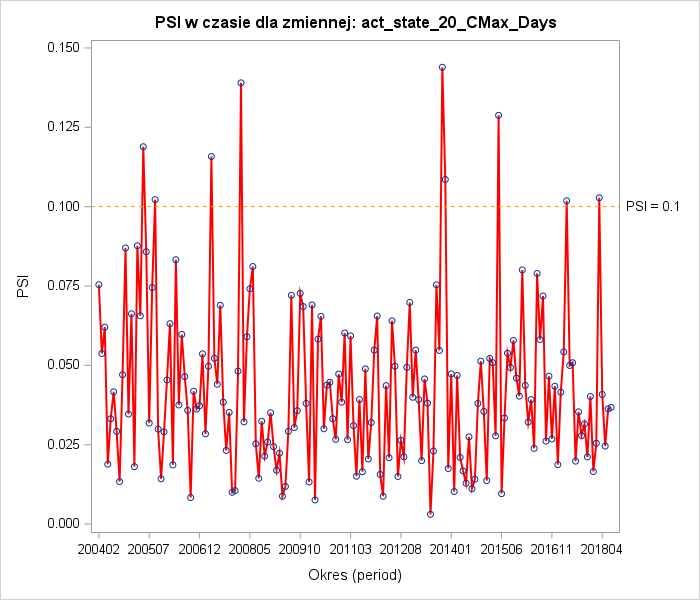 PSI w czasie dla zmiennej: act_state_20_CMax_Days
0.150
0.125
0.100
0.075
0.050
0.025
0.000
PSI
PSI = 0.1
200402 200507 200612 200805 200910 201103 201208 201401 201506 201611 201804
Okres (period)